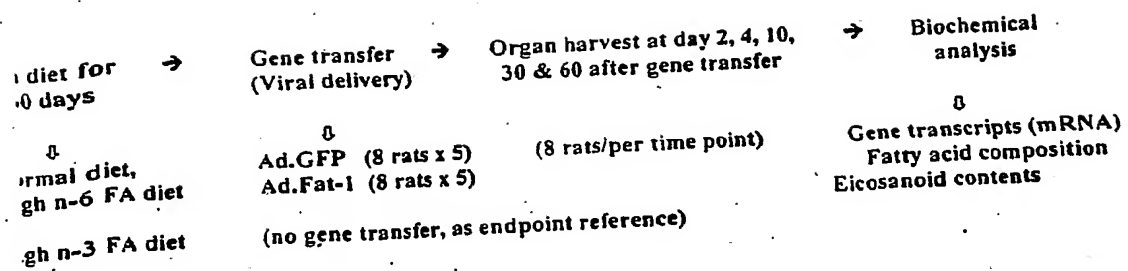 diet for → Gene transfer → Organ harvest at day 2, 4, 10, → Biochemical
0 days (Viral delivery) 30 & 60 after gene transfer analysis
⇩ ⇩ ⇩
rmal diet, Ad.GFP (8 rats x 5) (8 rats/per time point) Gene transcripts (mRNA)
gh n-6 FA diet Ad.Fat-1 (8 rats x 5) Fatty acid composition
Eicosanoid contents
gh n-3 FA diet (no gene transfer, as endpoint reference)